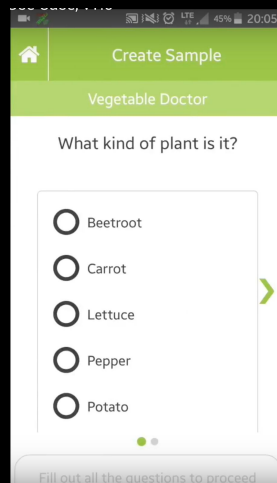 LTE
45%
20:05
Create Sample
Vegetable Doctor
What kind of plant is it?
Beetroot
Carrot
Lettuce
Pepper
Potato
Fill out all the questions to proceed